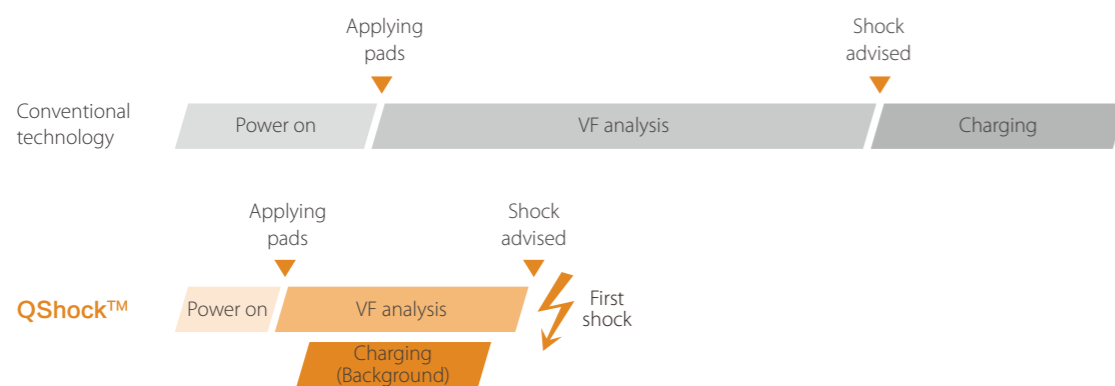 Applying
pads
Shock
advised
Conventional
technology
Power on
VF analysis
Charging
Applying
pads
Shock
advised
QShock™
Power on
VF analysis
First
shock
Charging
(Background)